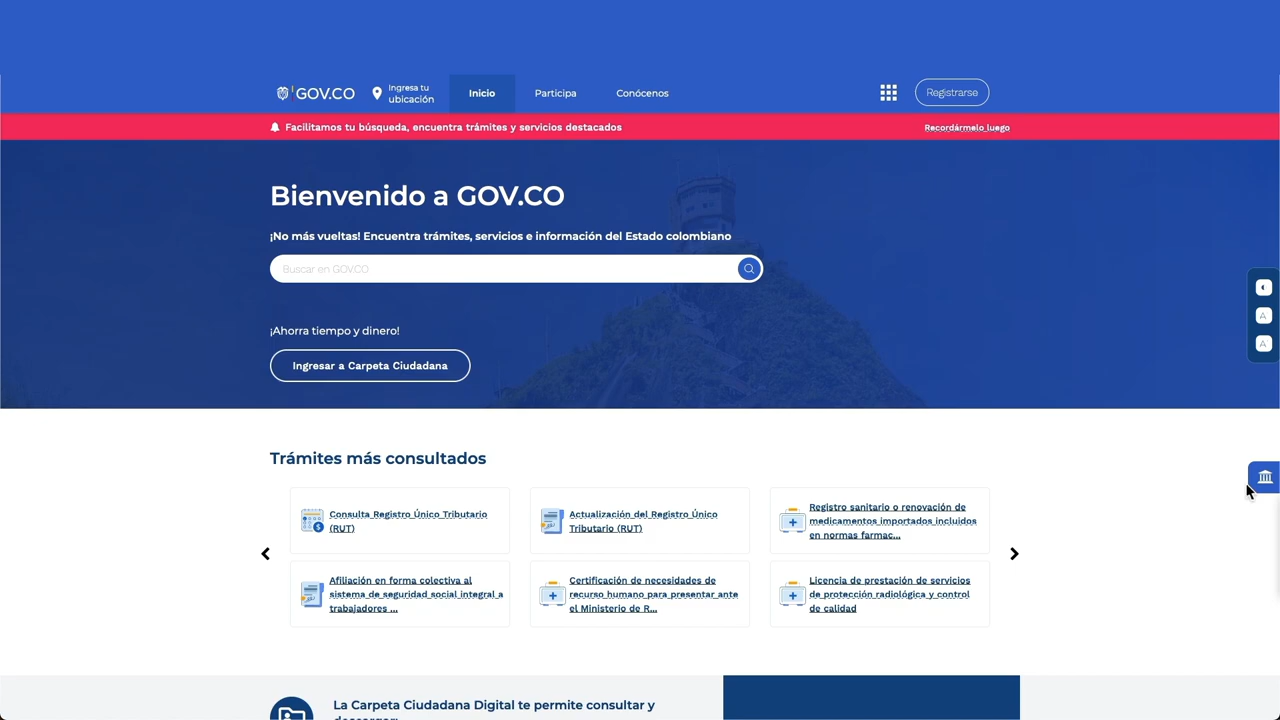 GOV.CO
Ingresa tu
ubicación
Inicio
Participa
Conócenos
Registrarse
Facilitamos tu búsqueda, encuentra trámites y servicios destacados
Recordármelo luego
Bienvenido a GOV.CO
¡No más vueltas! Encuentra trámites, servicios e información del Estado colombiano
Buscar en GOV.CO
¡Ahorra tiempo y dinero!
Ingresar a Carpeta Ciudadana
A
A
Trámites más consultados
Consulta Registro Único Tributario
(RUT)
Actualización del Registro Único
Tributario (RUT)
Registro sanitario o renovación de
medicamentos importados incluidos
en normas farmac...
Afiliación en forma colectiva al
sistema de seguridad social integral a
trabajadores ...
Certificación de necesidades de
recurso humano para presentar ante
el Ministerio de R...
Licencia de prestación de servicios
de protección radiológica y control
de calidad
La Carpeta Ciudadana Digital te permite consultar y